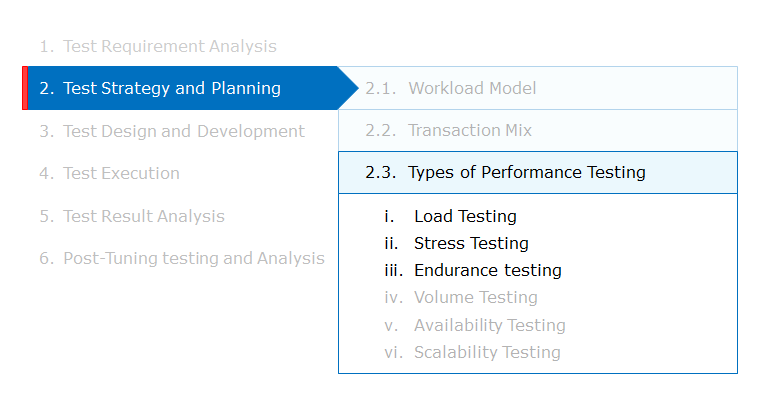 1. Test Requirement Analysis
2. Test Strategy and Planning
3. Test Design and Development
4. Test Execution
5. Test Result Analysis
6. Post-Tuning testing and Analysis
2.1. Workload Model
2.2. Transaction Mix
2.3. Types of Performance Testing
i. Load Testing
ii. Stress Testing
iii. Endurance testing
iv. Volume Testing
v. Availability Testing
vi. Scalability Testing